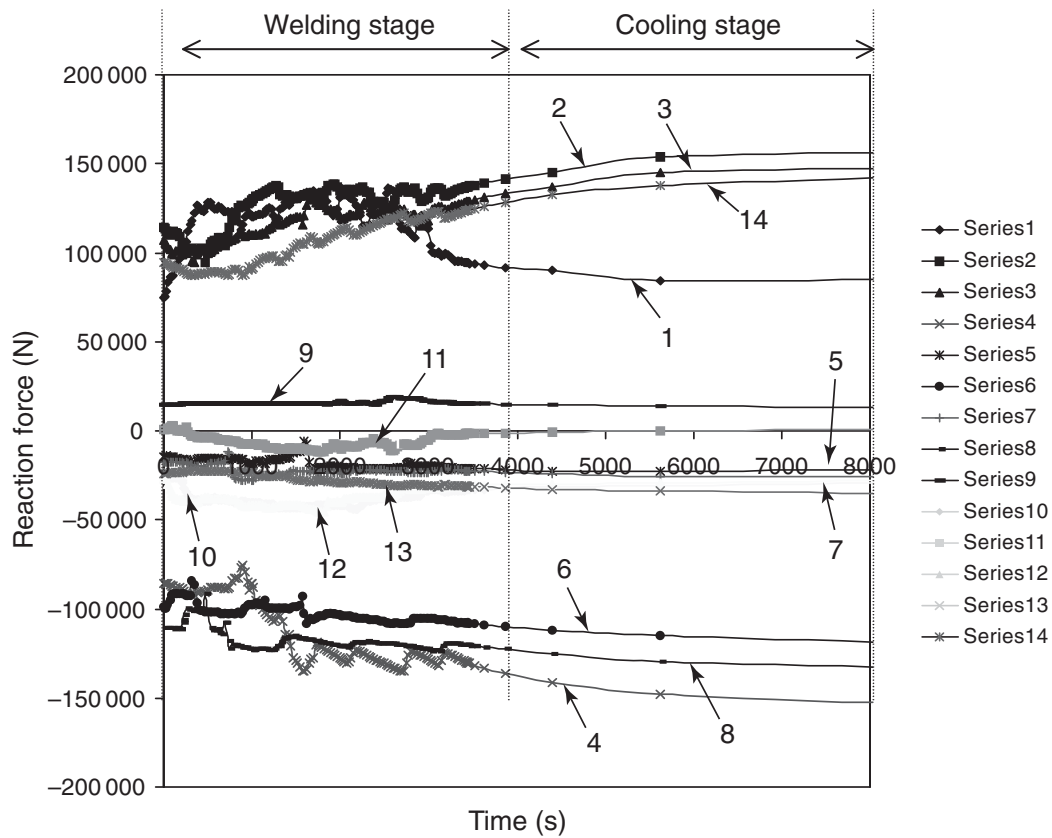 Welding stage
Cooling stage
200 000
150 000
100 000
50 000
0
−50 000
−100 000
−150 000
−200 000
Reaction force (N)
0
1000
2000
3000
4000
5000
6000
7000
8000
Time (s)
2
3
14
1
9
11
5
10
12
13
7
6
4
8
Series1
Series2
Series3
Series4
Series5
Series6
Series7
Series8
Series9
Series10
Series11
Series12
Series13
Series14